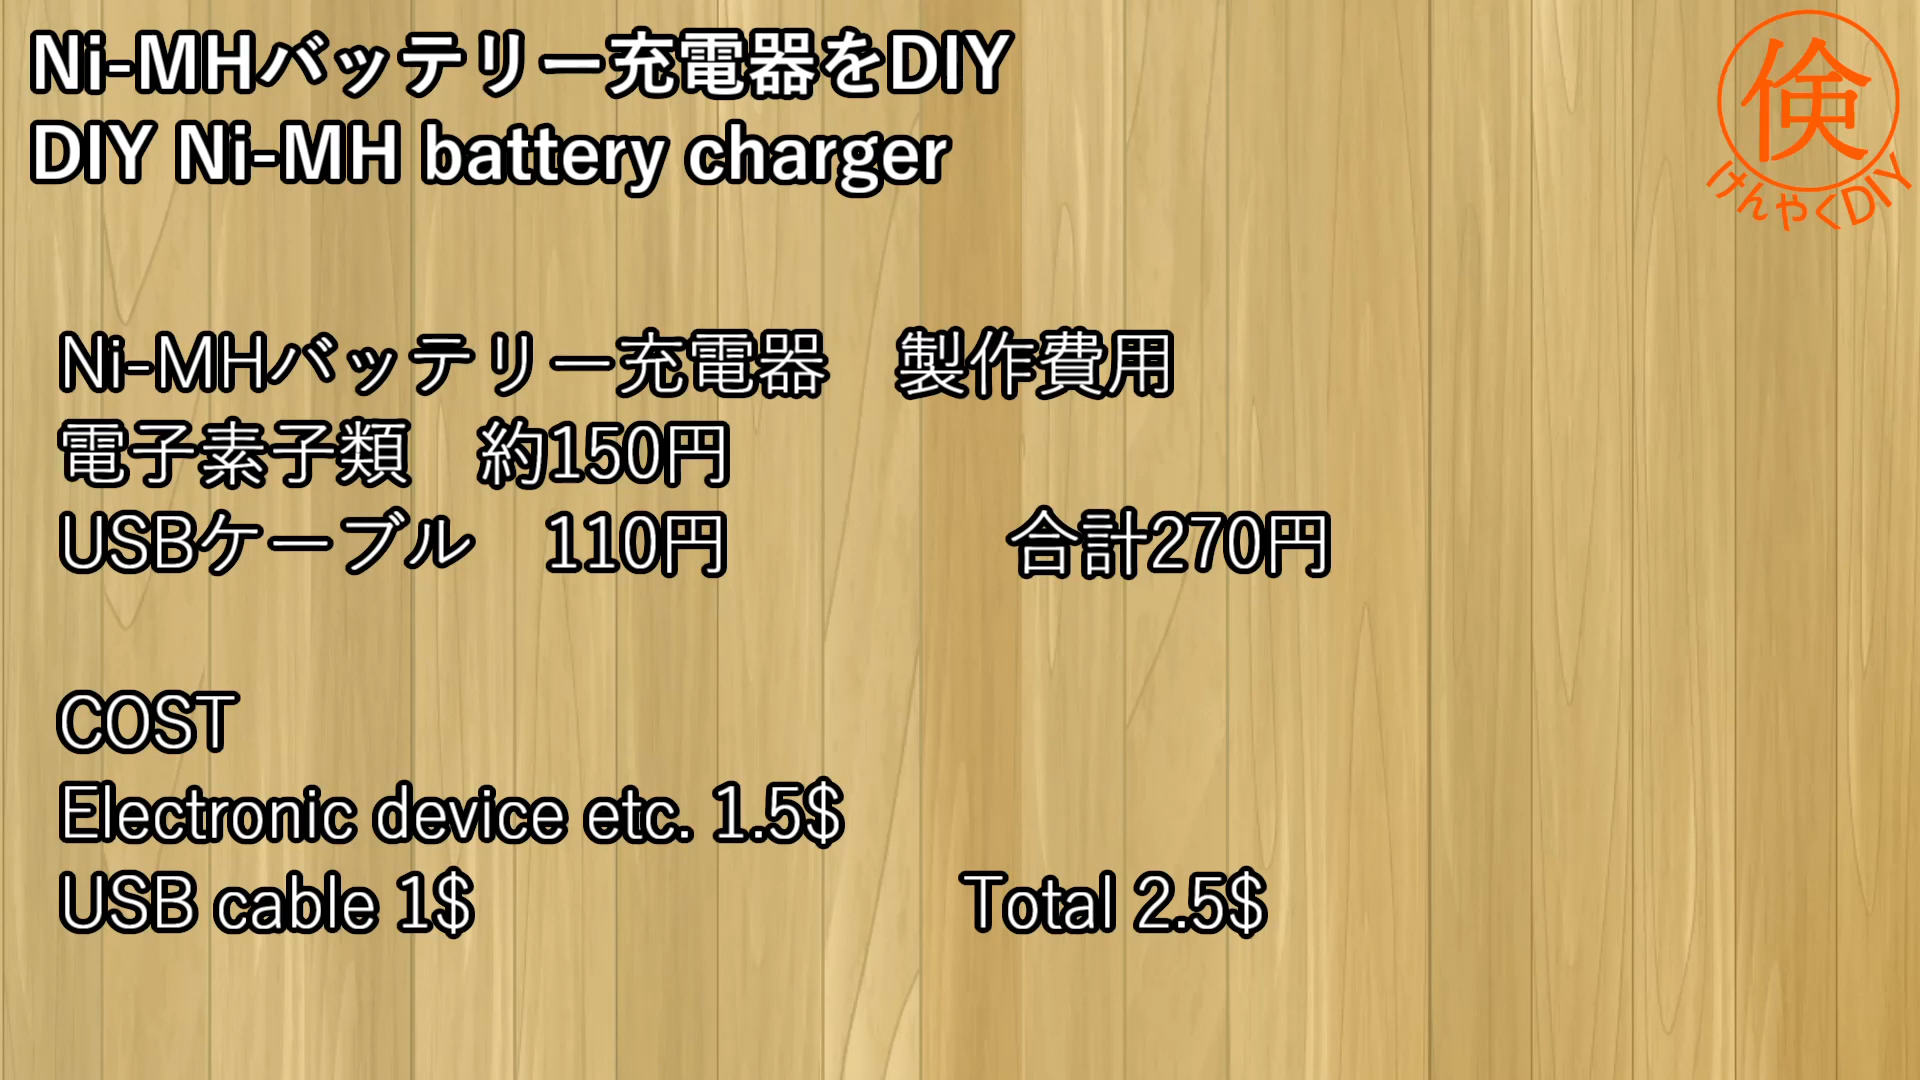 Ni-MHバッテリー充電器をDIY
DIY Ni-MH battery charger
倹
けんやくDIY
Ni-MHバッテリー充電器　製作費用
電子素子類　約150円
USBケーブル　110円　　　　合計270円
COST
Electronic device etc. 1.5$
USB cable 1$　　　　Total 2.5$